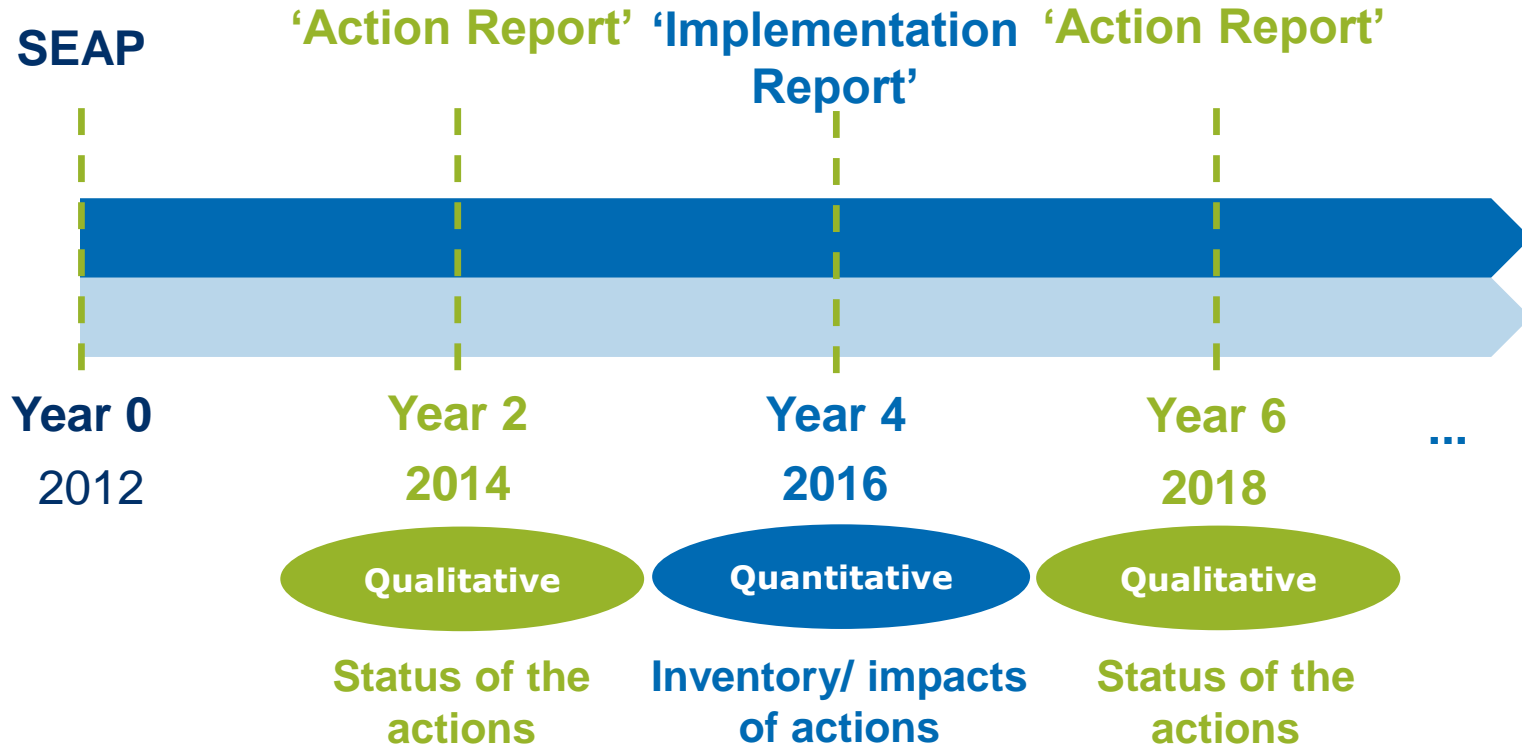 SEAP
‘Action Report’
‘Implementation
Report’
‘Action Report’
Year 0
Year 2
Year 4
Year 6
...
2012
2014
2016
2018
Qualitative
Quantitative
Qualitative
Status of the
actions
Inventory/ impacts
of actions
Status of the
actions